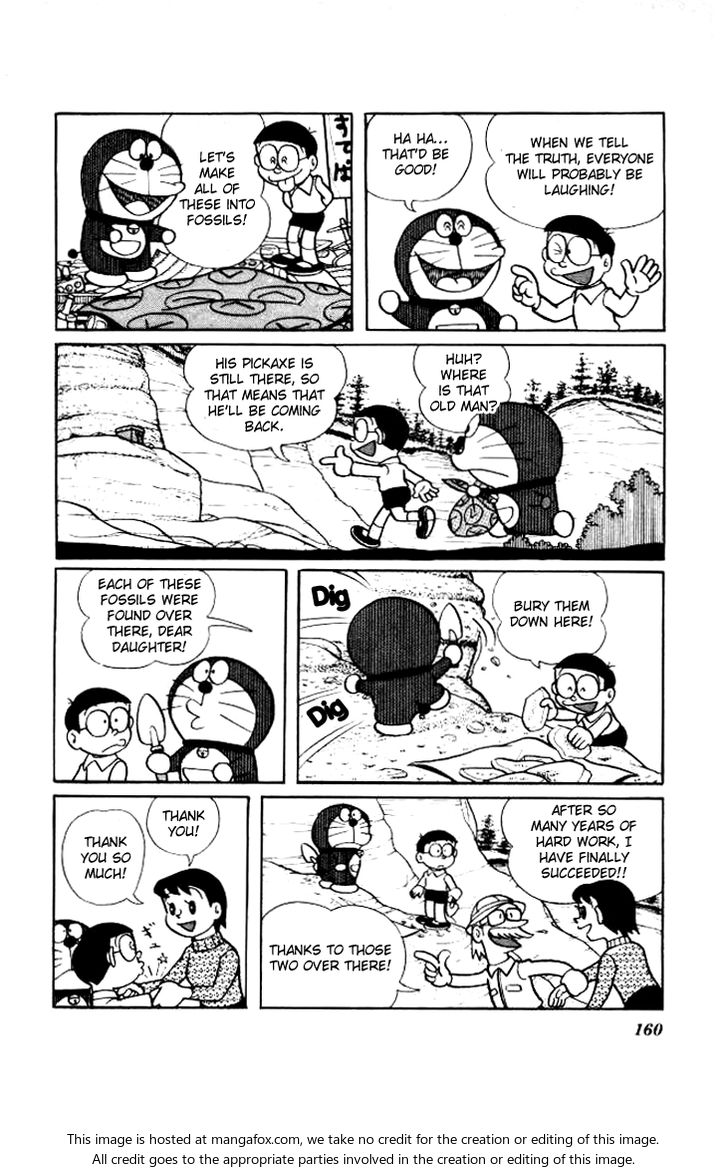 WHEN WE TELL
THE TRUTH, EVERYONE
WILL PROBABLY BE
LAUGHING!
HA HA...
THAT'D BE
GOOD!
すてば
LET'S
MAKE
ALL OF
THESE INTO
FOSSILS!
HUH?
WHERE
IS THAT
OLD MAN?
HIS PICKAXE IS
STILL THERE, SO
THAT MEANS THAT
HE'LL BE COMING
BACK.
BURY THEM
DOWN HERE!
Dig
Dig
EACH OF THESE
FOSSILS WERE
FOUND OVER
THERE, DEAR
DAUGHTER!
AFTER SO
MANY YEARS OF
HARD WORK, I
HAVE FINALLY
SUCCEEDED!!
THANKS TO THOSE
TWO OVER THERE!
THANK
YOU!
THANK
YOU SO
MUCH!
ギュ
160
This image is hosted at mangafox.com, we take no credit for the creation or editing of this image.
All credit goes to the appropriate parties involved in the creation or editing of this image.